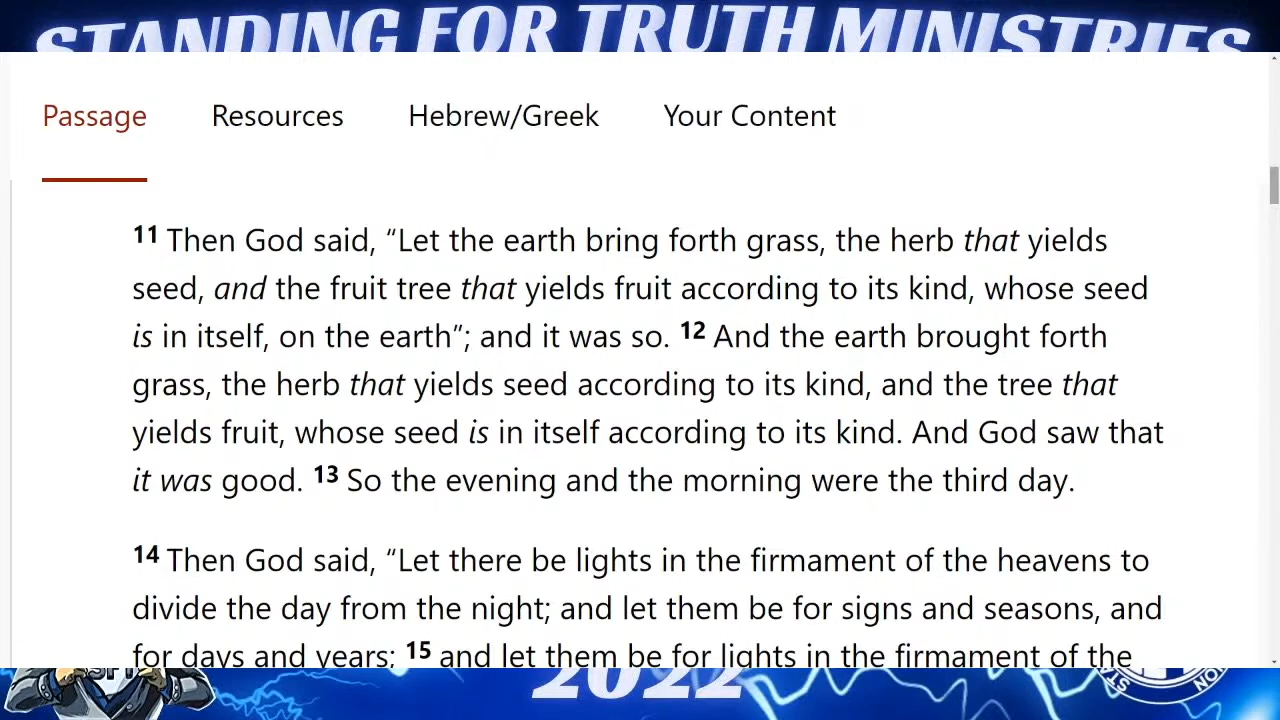 STANDING FOR TRUTH MINISTRIES
Passage Resources Hebrew/Greek Your Content
11 Then God said, “Let the earth bring forth grass, the herb that yields
seed, and the fruit tree that yields fruit according to its kind, whose seed
is in itself, on the earth”; and it was so. 12 And the earth brought forth
grass, the herb that yields seed according to its kind, and the tree that
yields fruit, whose seed is in itself according to its kind. And God saw that
it was good. 13 So the evening and the morning were the third day.
14 Then God said, “Let there be lights in the firmament of the heavens to
divide the day from the night; and let them be for signs and seasons, and
for days and years; 15 and let them be for lights in the firmament of the
2022